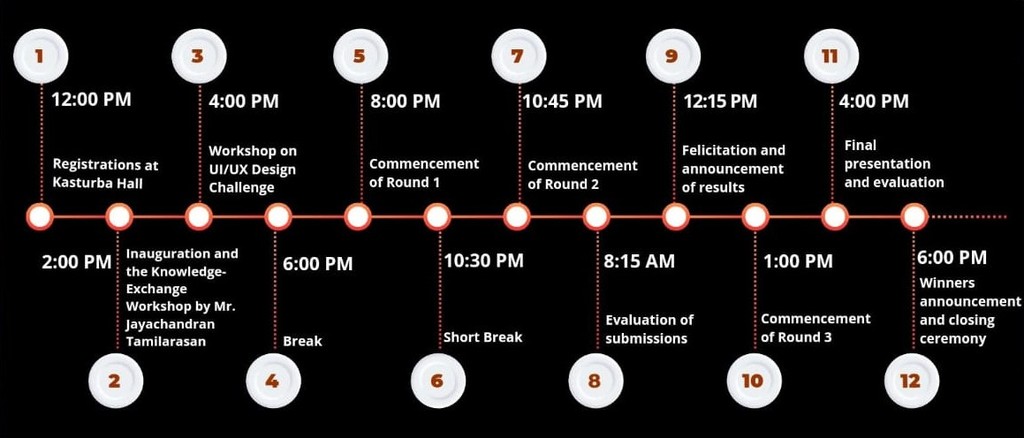 1
12:00 PM
Registrations at
Kasturba Hall
2
2:00 PM
Inauguration and
the Knowledge-
Exchange
Workshop by Mr.
Jayachandran
Tamilarasan
3
4:00 PM
Workshop on
UI/UX Design
Challenge
4
6:00 PM
Break
5
8:00 PM
Commencement
of Round 1
6
10:30 PM
Short Break
7
10:45 PM
Commencement
of Round 2
8
8:15 AM
Evaluation of
submissions
9
12:15 PM
Felicitation and
announcement
of results
10
1:00 PM
Commencement
of Round 3
11
4:00 PM
Final
presentation
and evaluation
12
6:00 PM
Winners
announcement
and closing
ceremony